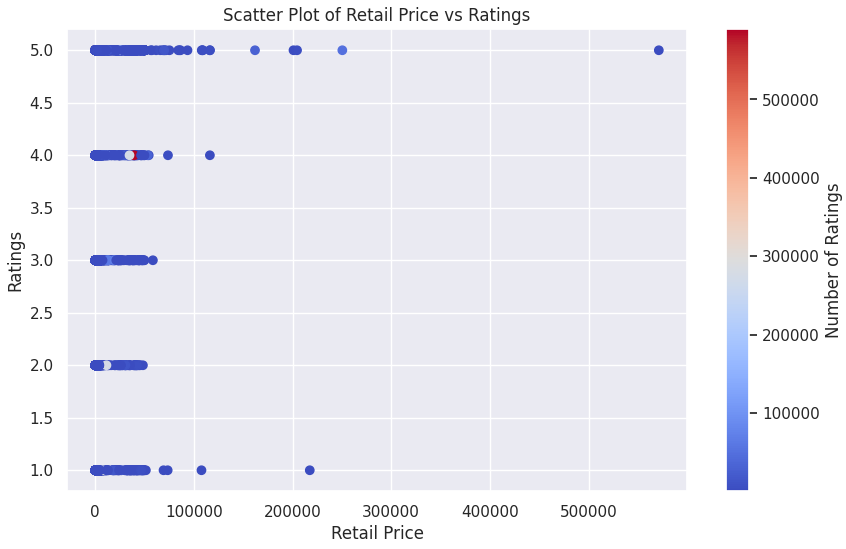 Scatter Plot of Retail Price vs Ratings
5.0
4.5
4.0
3.5
3.0
2.5
2.0
1.5
1.0
Ratings
0 100000 200000 300000 400000 500000
Retail Price
500000
400000
300000
200000
100000
Number of Ratings